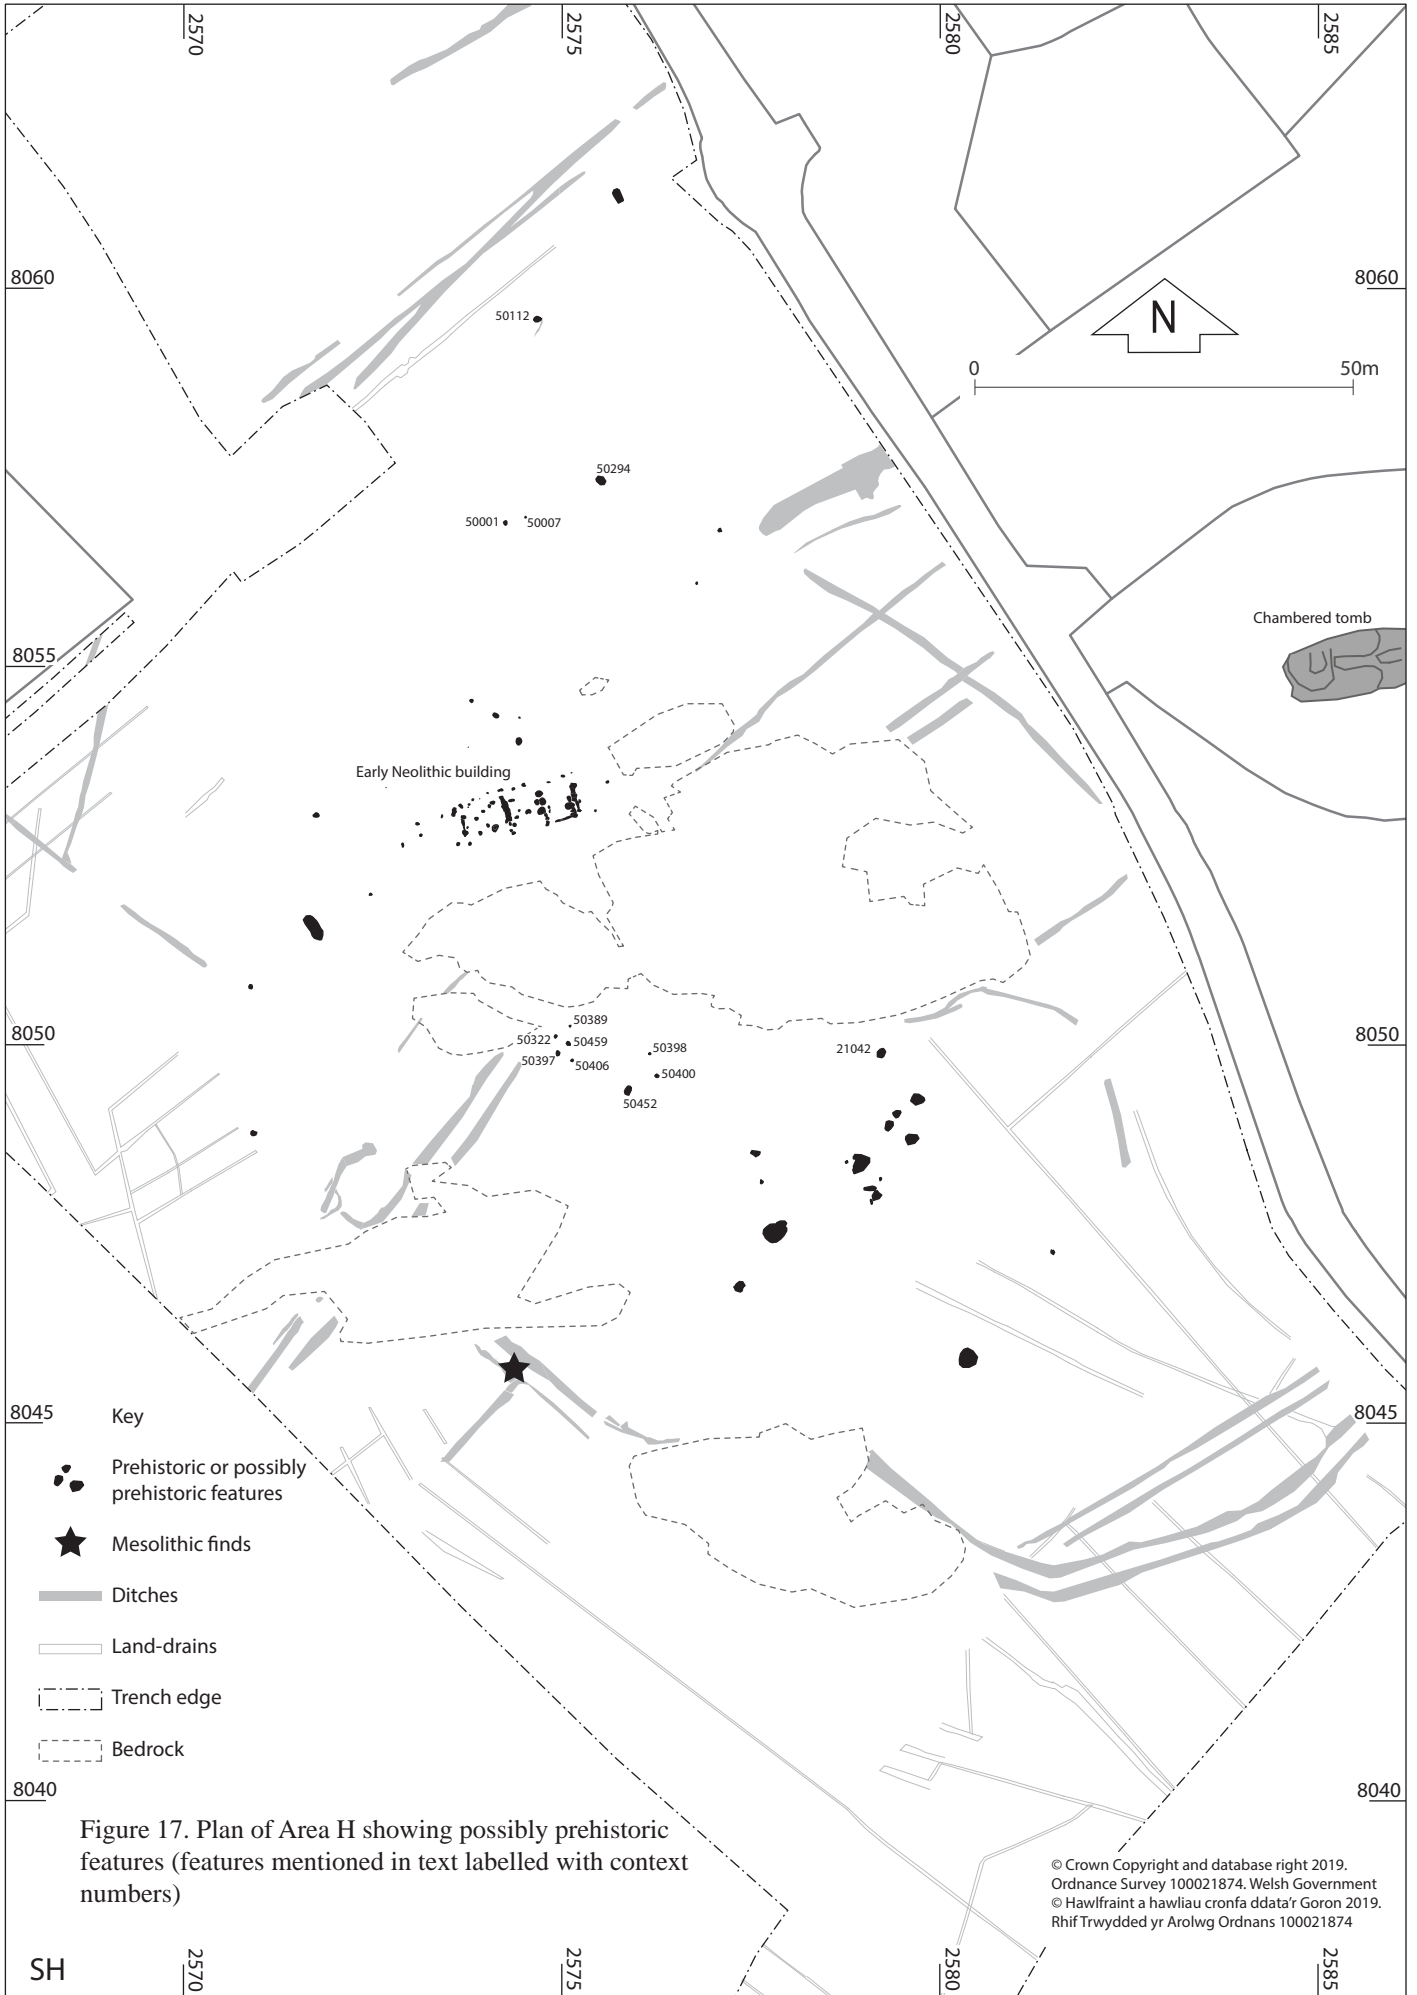 2570
2575
2580
2585
8060
8060
N
0
50m
50112
50294
50001
50007
Chambered tomb
8055
Early Neolithic building
50389
50322
50459
50397
50406
50398
50400
50452
21042
8050
8050
8045
8045
Key
Prehistoric or possibly
prehistoric features
Mesolithic finds
Ditches
Land-drains
Trench edge
Bedrock
8040
8040
Figure 17. Plan of Area H showing possibly prehistoric
features (features mentioned in text labelled with context
numbers)
© Crown Copyright and database right 2019.
Ordnance Survey 100021874. Welsh Government
© Hawlfraint a hawliau cronfa ddata'r Goron 2019.
Rhif Trwydded yr Arolwg Ordnans 100021874
SH
2570
2575
2580
2585